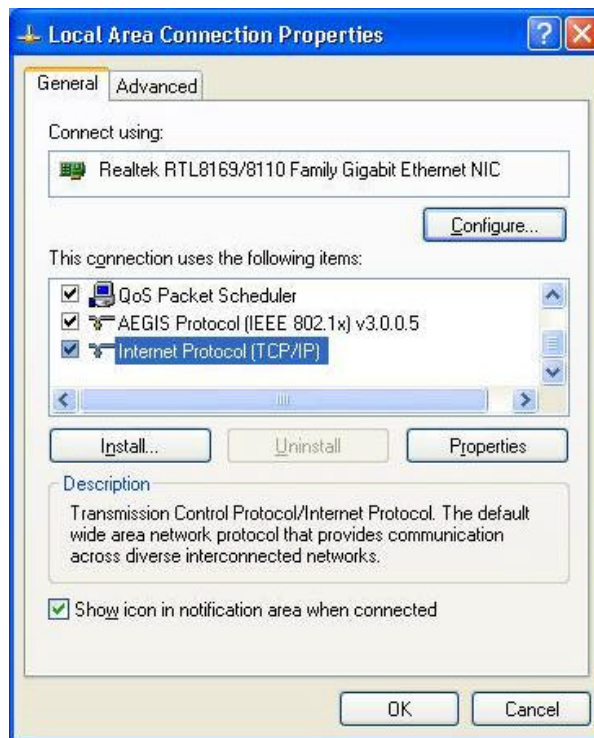 Local Area Connection Properties
General
Advanced
Connect using:
Realtek RTL8169/8110 Family Gigabit Ethernet NIC
Configure...
This connection uses the following items:
QoS Packet Scheduler
AEGIS Protocol (IEEE 802.1x) v3.0.0.5
Internet Protocol (TCP/IP)
Install...
Uninstall
Properties
Description
Transmission Control Protocol/Internet Protocol. The default
wide area network protocol that provides communication
across diverse interconnected networks.
Show icon in notification area when connected
OK
Cancel